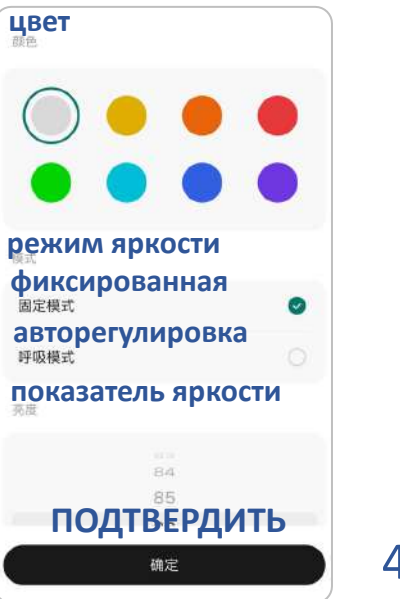 цвет
颜色
режим яркости
模式
фиксированная
固定模式
авторегулировка
呼吸模式
показатель яркости
亮度
84
85
ПОДТВЕРДИТЬ
确定
4